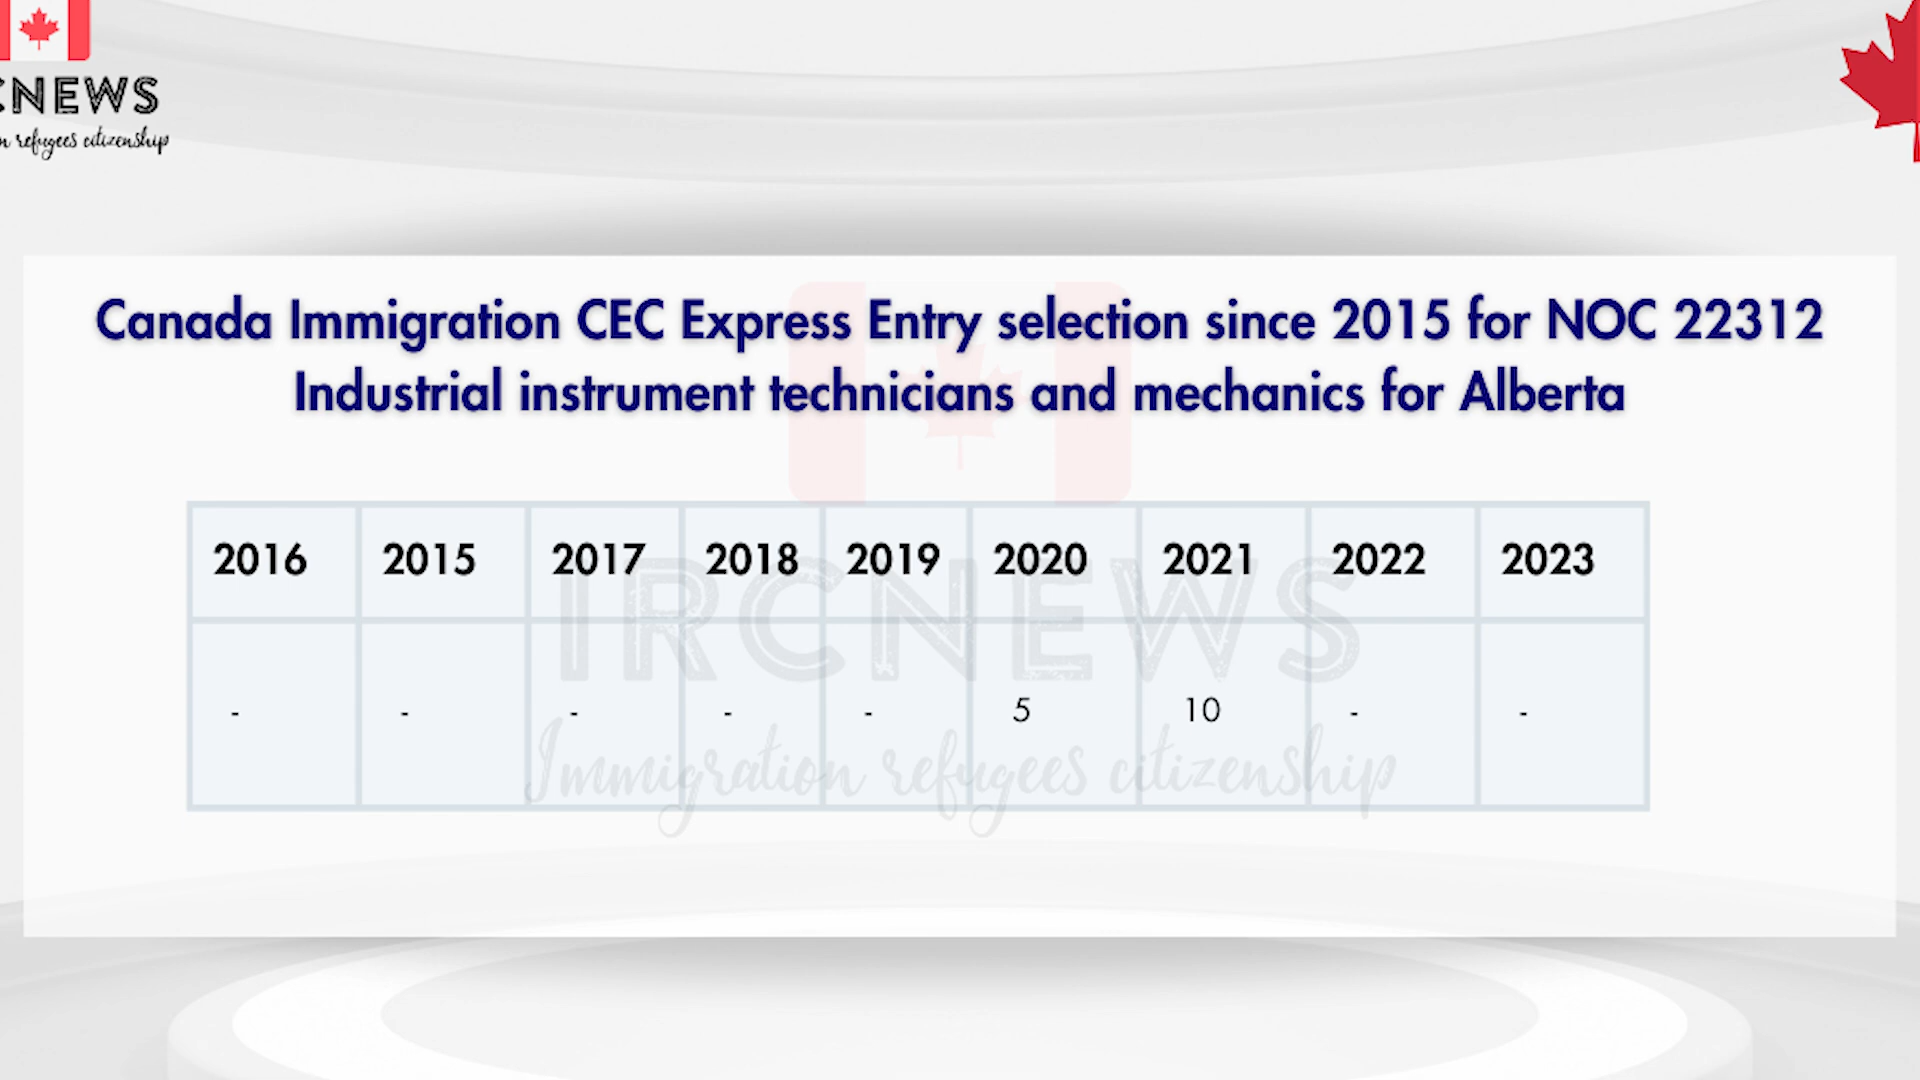 CNEWS
refugees citizenship
Canada Immigration CEC Express Entry selection since 2015 for NOC 22312
Industrial instrument technicians and mechanics for Alberta
2016 2015 2017 2018 2019 2020 2021 2022 2023
- - - - - 5 10 - -
IRCNEWS
Immigration refugees citizenship